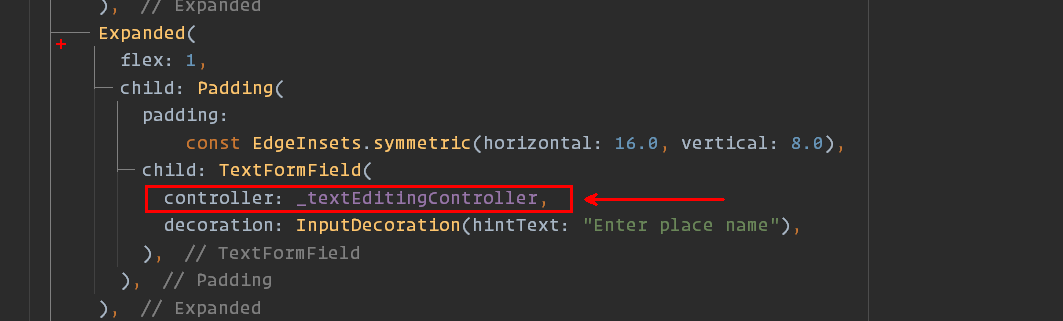 ),  // Expanded
Expanded(
flex: 1,
child: Padding(
padding:
const EdgeInsets.symmetric(horizontal: 16.0, vertical: 8.0),
child: TextFormField(
controller: _textEditingController,
decoration: InputDecoration(hintText: "Enter place name"),
),  // TextFormField
),  // Padding
),  // Expanded